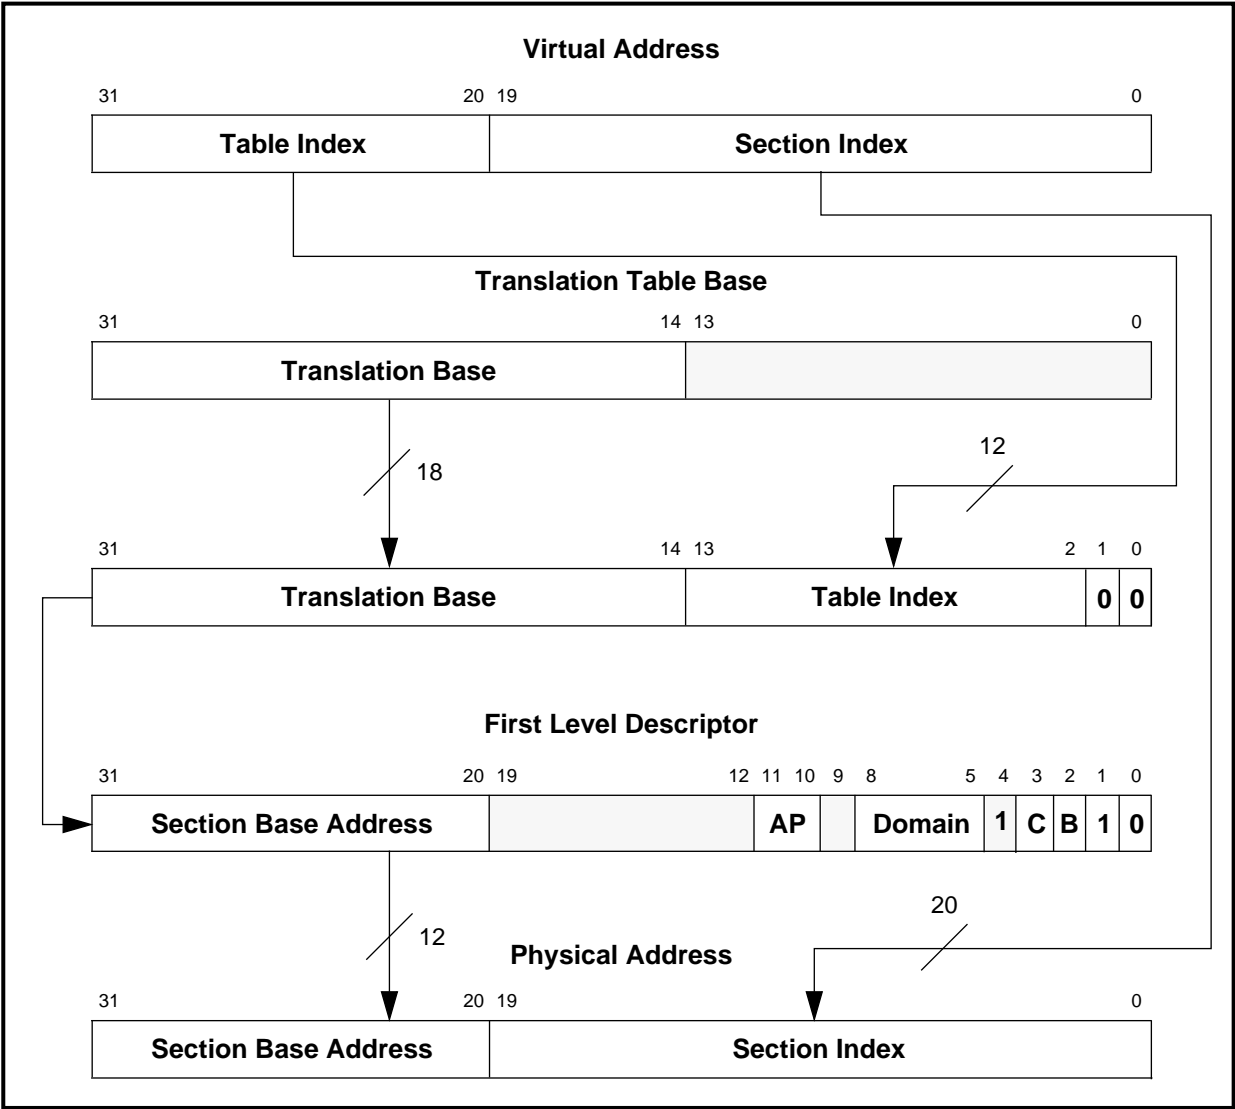 Virtual Address
31 20 19 0
Table Index Section Index
Translation Table Base
31 14 13 0
Translation Base
12
18
31 14 13 2 1 0
Translation Base Table Index 0 0
First Level Descriptor
31 20 19 12 11 10 9 8 5 4 3 2 1 0
Section Base Address AP Domain 1 C B 1 0
20
12
Physical Address
31 20 19 0
Section Base Address Section Index